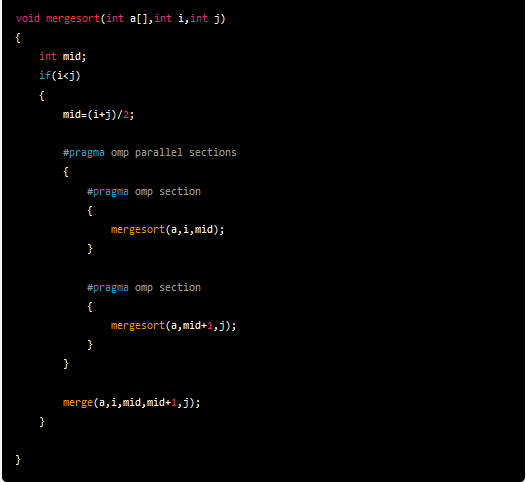 void mergesort(int a[],int i,int j)
{
    int mid;
    if(i<j)
    {
        mid=(i+j)/2;
        #pragma omp parallel sections
        {
            #pragma omp section
            {
                mergesort(a,i,mid);
            }
            #pragma omp section
            {
                mergesort(a,mid+1,j);
            }
        }
        merge(a,i,mid,mid+1,j);
    }
}